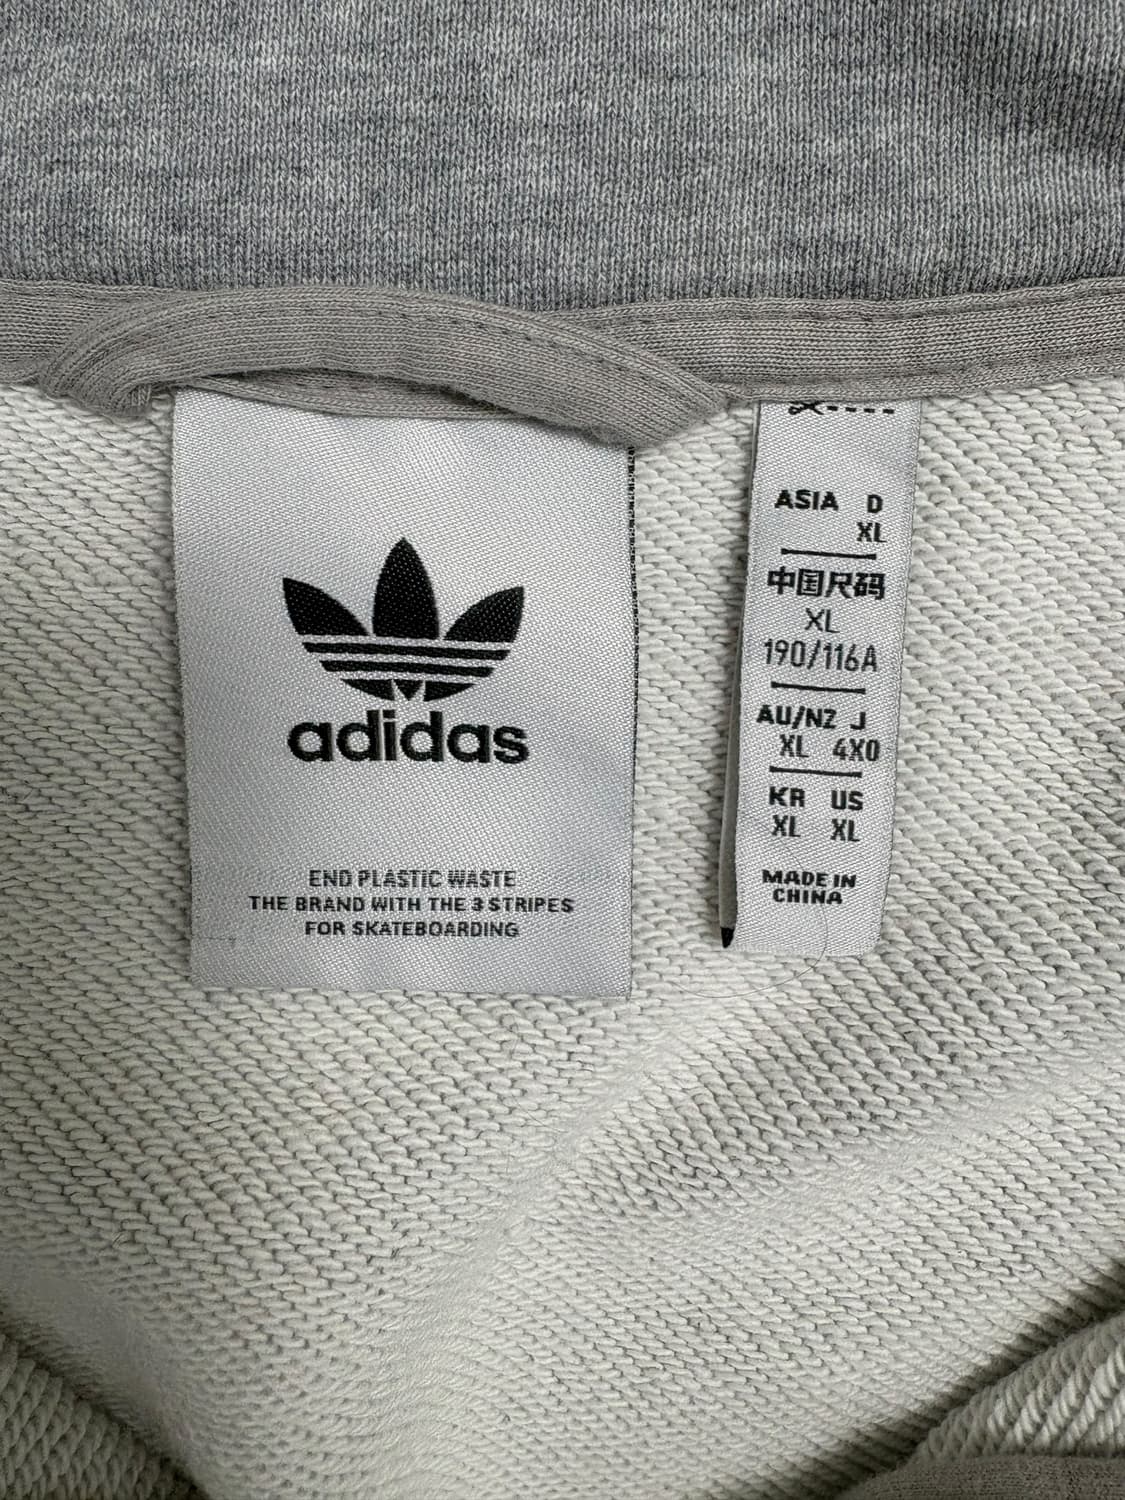 adidas
END PLASTIC WASTE
THE BRAND WITH THE 3 STRIPES
FOR SKATEBOARDING
ASIA D
XL
中国尺码
XL
190/116A
AU/NZ J
XL 4XO
KR US
XL XL
MADE IN
CHINA